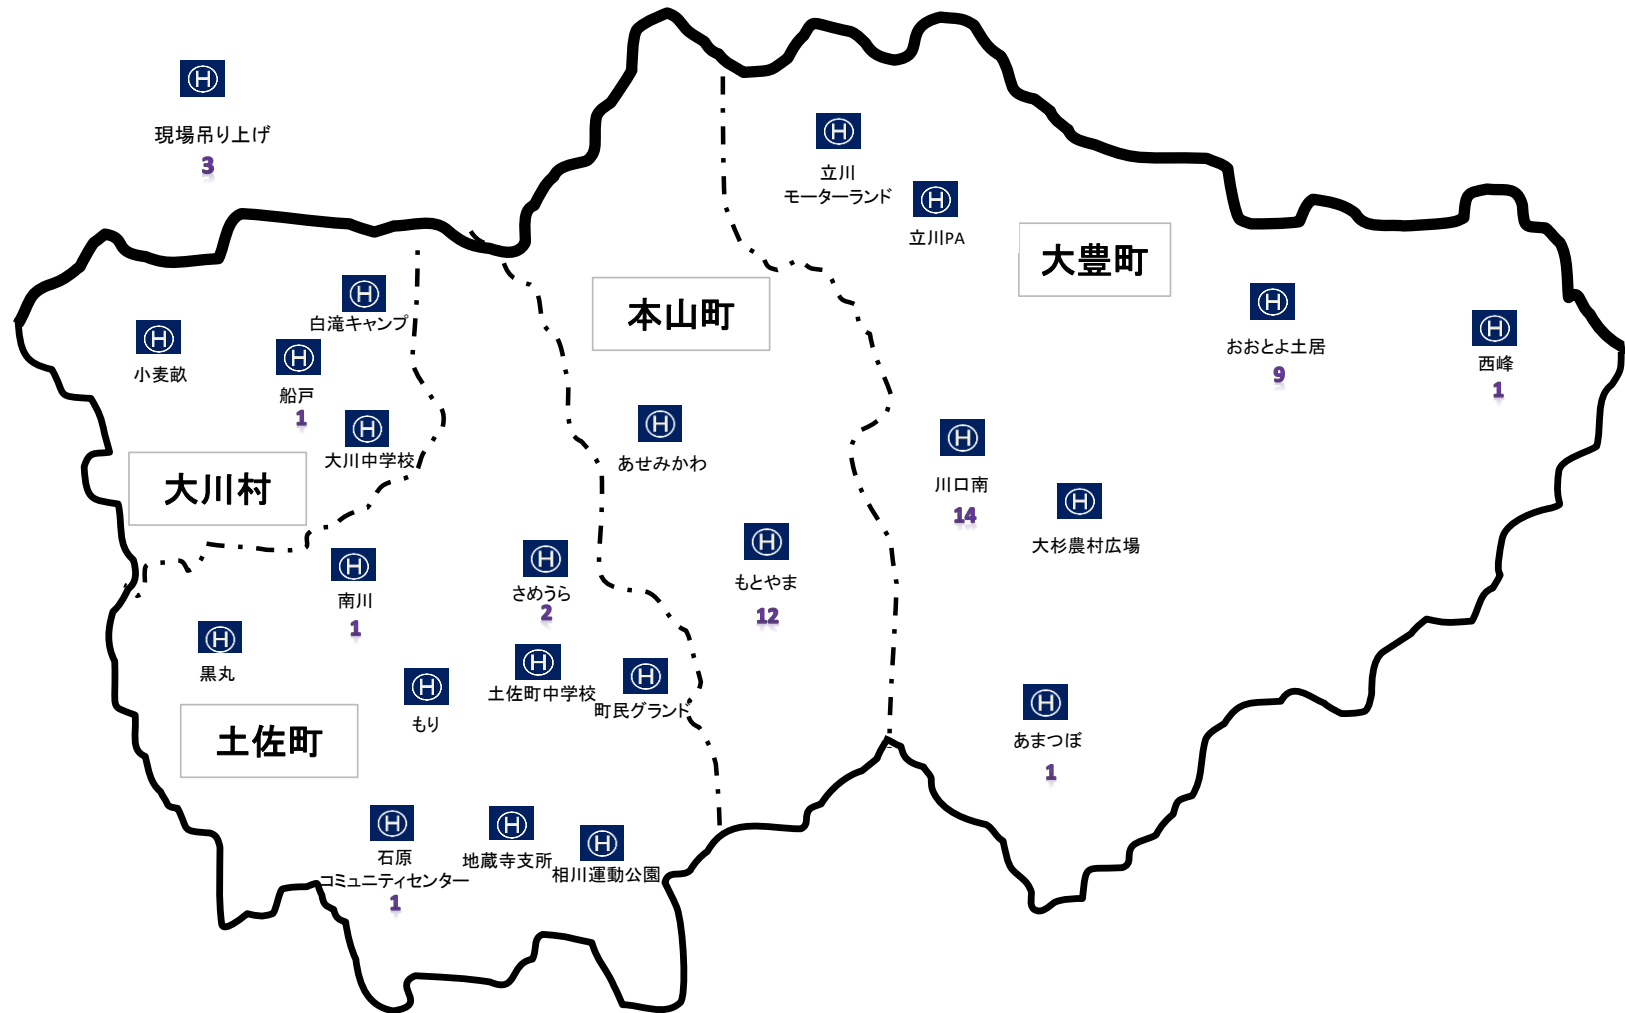 H
現場吊り上げ
3
H
立川
モーターランド
H
立川PA
大豊町
本山町
H
白滝キャンプ
H
小麦畝
H
船戸
1
H
大川中学校
大川村
H
おおとよ土居
9
H
西峰
1
H
あせみかわ
H
川口南
14
H
大杉農村広場
H
もとやま
12
H
さめうら
2
H
南川
1
H
黒丸
H
もり
H
土佐町中学校
H
町民グランド
土佐町
H
あまつぼ
1
H
石原
コミュニティセンター
1
H
地蔵寺支所
H
相川運動公園